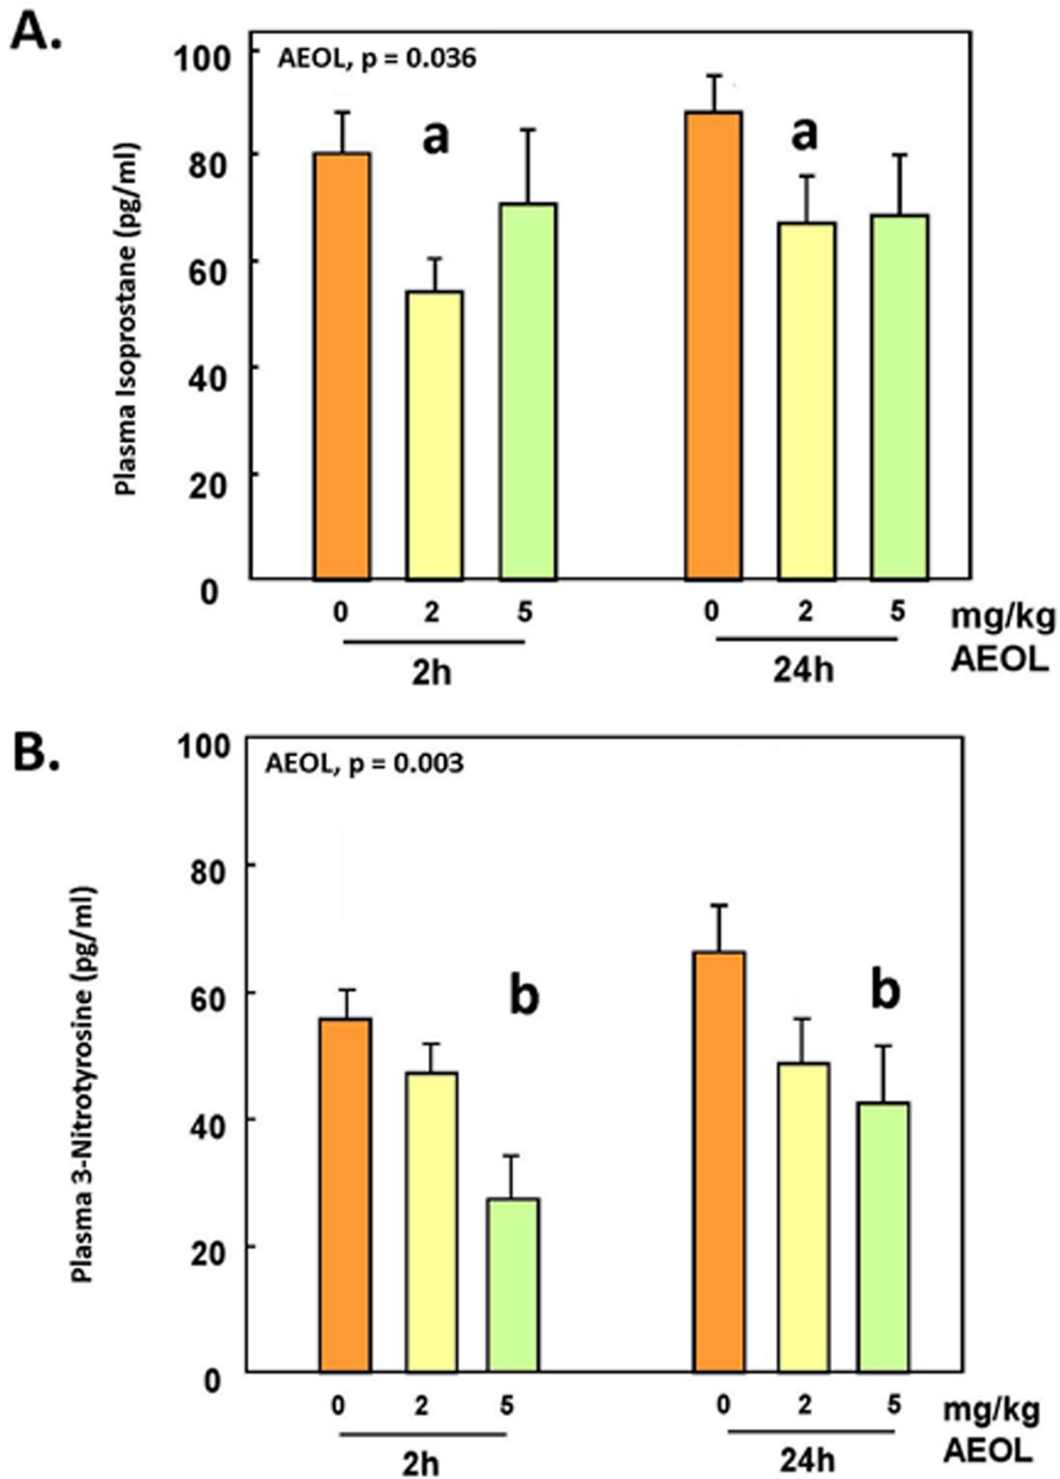 A.
AEOL, p = 0.036
Plasma Isoprostane (pg/ml)
100
80
60
40
20
0
a
a
0 2 5 0 2 5 mg/kg
2h 24h AEOL
B.
AEOL, p = 0.003
Plasma 3-Nitrotyrosine (pg/ml)
100
80
60
40
20
0
b
b
0 2 5 0 2 5 mg/kg
2h 24h AEOL